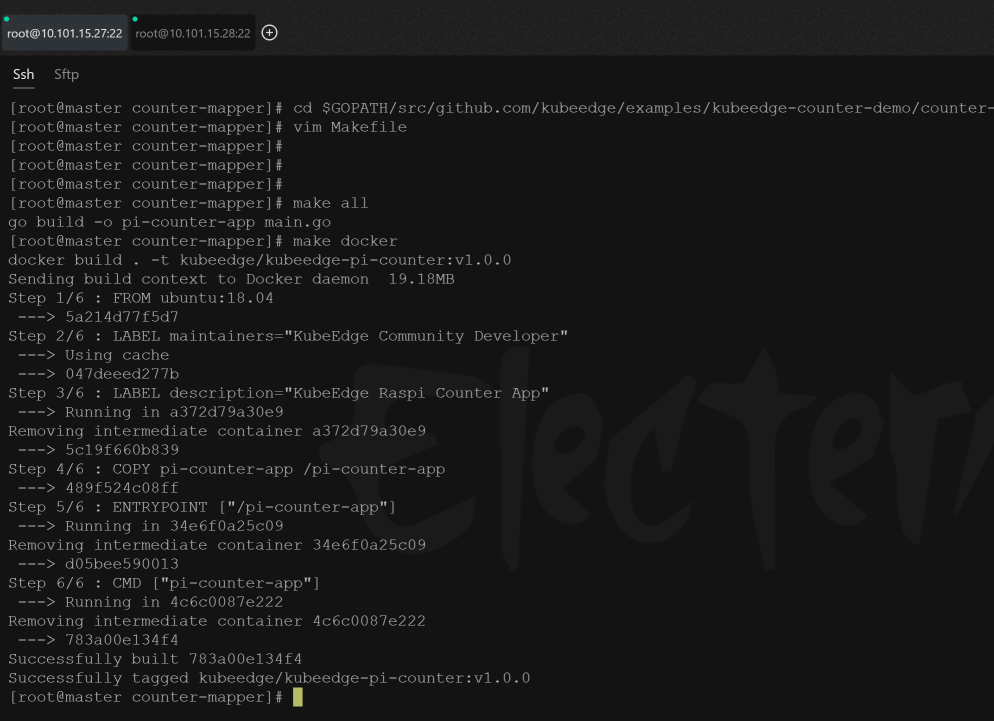 root@10.101.15.27:22 root@10.101.15.28:22
Ssh Sftp
[root@master counter-mapper]# cd $GOPATH/src/github.com/kubeedge/examples/kubeedge-counter-demo/counter-
[root@master counter-mapper]# vim Makefile
[root@master counter-mapper]#
[root@master counter-mapper]#
[root@master counter-mapper]#
[root@master counter-mapper]# make all
go build -o pi-counter-app main.go
[root@master counter-mapper]# make docker
docker build . -t kubeedge/kubeedge-pi-counter:v1.0.0
Sending build context to Docker daemon  19.18MB
Step 1/6 : FROM ubuntu:18.04
 ---> 5a214d77f5d7
Step 2/6 : LABEL maintainers="KubeEdge Community Developer"
 ---> Using cache
 ---> 047deeed277b
Step 3/6 : LABEL description="KubeEdge Raspi Counter App"
 ---> Running in a372d79a30e9
Removing intermediate container a372d79a30e9
 ---> 5c19f660b839
Step 4/6 : COPY pi-counter-app /pi-counter-app
 ---> 489f524c08ff
Step 5/6 : ENTRYPOINT ["/pi-counter-app"]
 ---> Running in 34e6f0a25c09
Removing intermediate container 34e6f0a25c09
 ---> d05bee590013
Step 6/6 : CMD ["pi-counter-app"]
 ---> Running in 4c6c0087e222
Removing intermediate container 4c6c0087e222
 ---> 783a00e134f4
Successfully built 783a00e134f4
Successfully tagged kubeedge/kubeedge-pi-counter:v1.0.0
[root@master counter-mapper]#
Electer